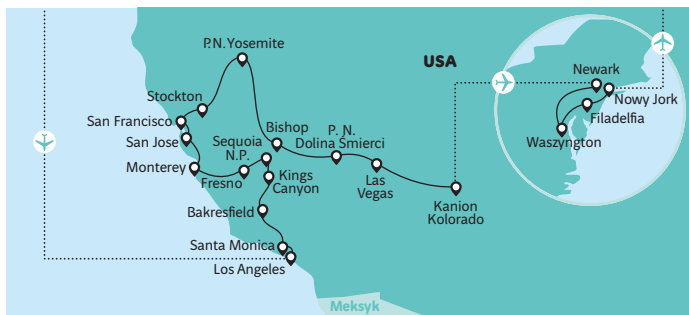 P.N. Yosemite
USA
Newark
Nowy Jork
Filadelfia
Waszyngton
Stockton
San Francisco
San Jose
Monterey
Fresno
Sequoia
N.P.
Kings
Canyon
Bishop
P. N.
Dolina Śmierci
Las
Vegas
Kanion
Kolorado
Bakresfield
Santa Monica
Los Angeles
Meksyk